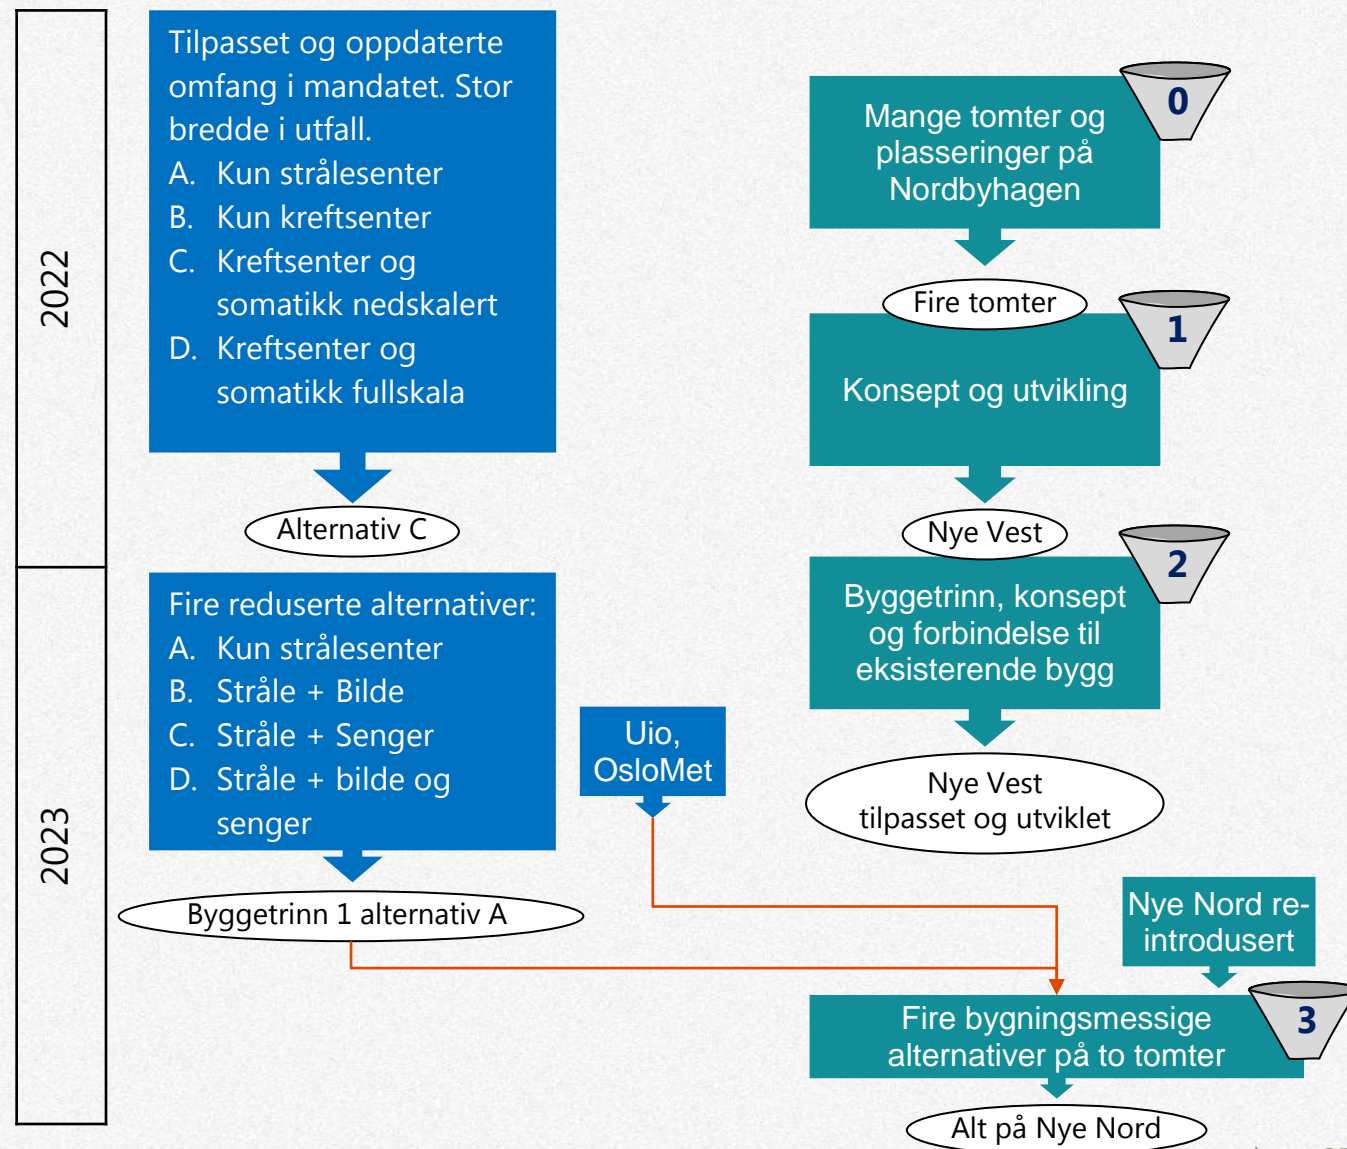 2022
Tilpasset og oppdaterte
omfang i mandatet. Stor
bredde i utfall.
A. Kun strålesenter
B. Kun kreftsenter
C. Kreftsenter og
somatikk nedskalert
D. Kreftsenter og
somatikk fullskala
Alternativ C
2023
Fire reduserte alternativer:
A. Kun strålesenter
B. Stråle + Bilde
C. Stråle + Senger
D. Stråle + bilde og
senger
Byggetrinn 1 alternativ A
Uio,
OsloMet
0
Mange tomter og
plasseringer på
Nordbyhagen
Fire tomter
1
Konsept og utvikling
Nye Vest
2
Byggetrinn, konsept
og forbindelse til
eksisterende bygg
Nye Vest
tilpasset og utviklet
Nye Nord re-
introdusert
3
Fire bygningsmessige
alternativer på to tomter
Alt på Nye Nord